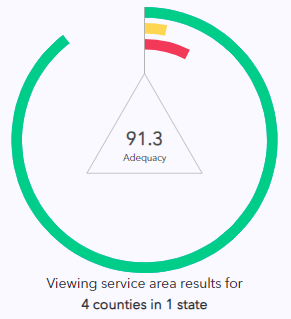 91.3
Adequacy
Viewing service area results for
4 counties in 1 state